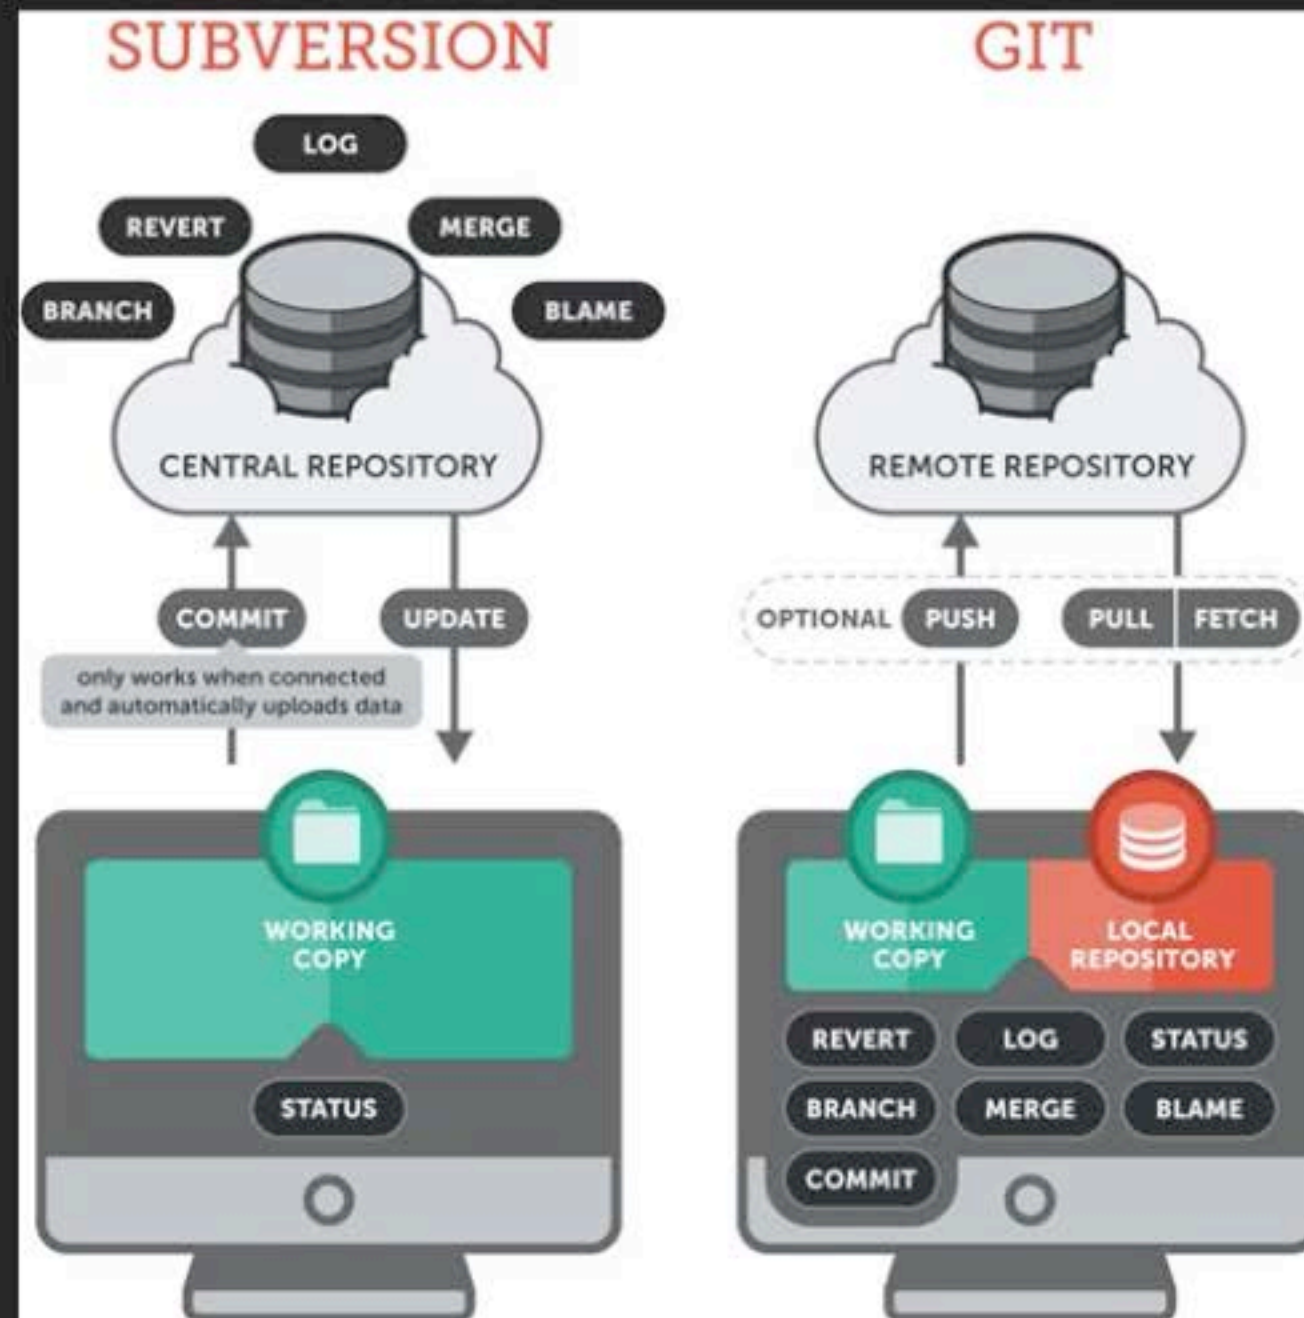 SUBVERSION
LOG
REVERT
MERGE
BRANCH
BLAME
CENTRAL REPOSITORY
COMMIT
UPDATE
only works when connected
and automatically uploads data
WORKING
COPY
STATUS
GIT
REMOTE REPOSITORY
OPTIONAL
PUSH
PULL
FETCH
WORKING
COPY
LOCAL
REPOSITORY
REVERT
LOG
STATUS
BRANCH
MERGE
BLAME
COMMIT